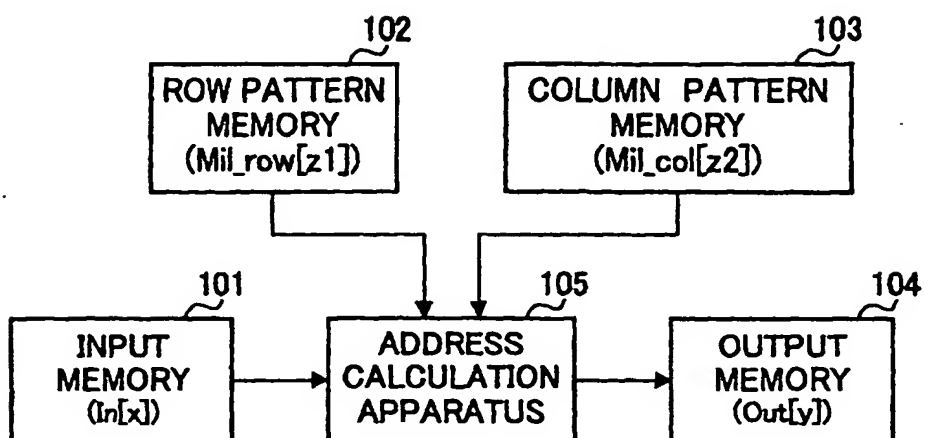 102
ROW PATTERN
MEMORY
(Mil_row[z1])
103
COLUMN PATTERN
MEMORY
(Mil_col[z2])
101
INPUT
MEMORY
(In[x])
105
ADDRESS
CALCULATION
APPARATUS
104
OUTPUT
MEMORY
(Out[y])